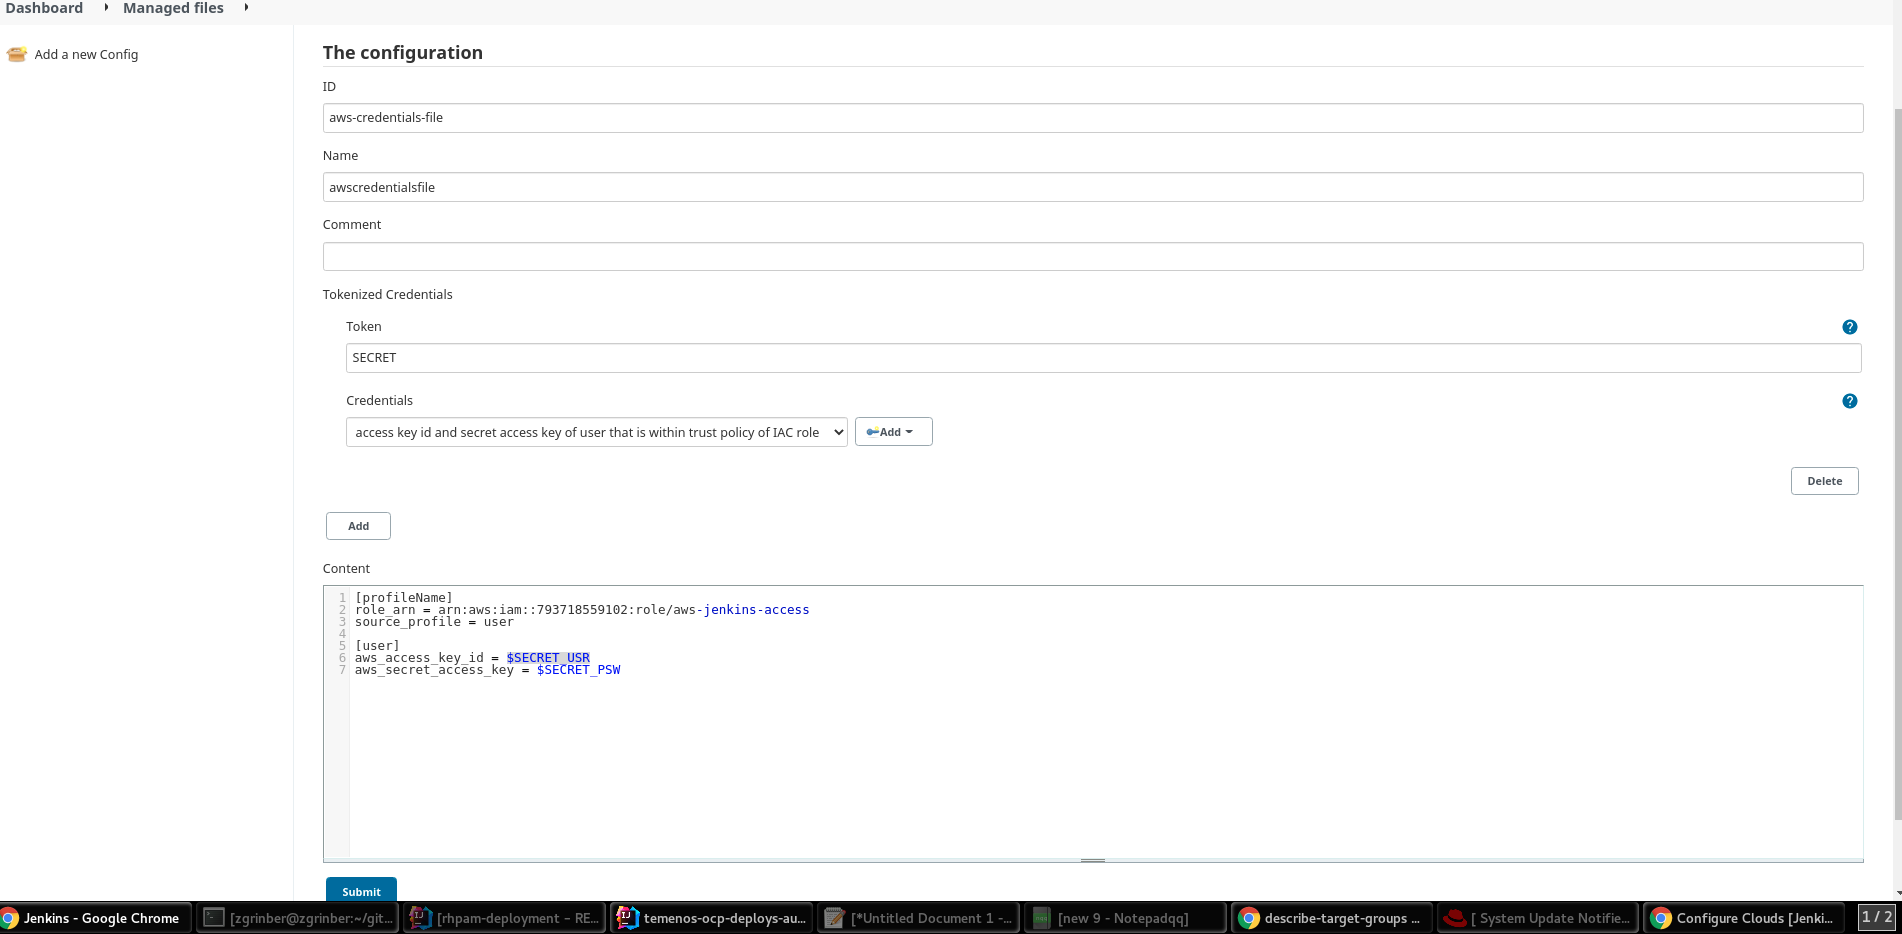 Dashboard Managed files
Add a new Config
The configuration
ID
aws-credentials-file
Name
awscredentialsfile
Comment
Tokenized Credentials
Token
?
SECRET
Credentials
?
access key id and secret access key of user that is within trust policy of IAC role
Add
Delete
Add
Content
1 [profileName]
2 role_arn = arn:aws:iam::793718559102:role/aws-jenkins-access
3 source_profile = user
4
5 [user]
6 aws_access_key_id = $SECRET_USR
7 aws_secret_access_key = $SECRET_PSW
Submit
Jenkins - Google Chrome [zgrinber@zgrinber:~/git... [rhpam-deployment – RE... temenos-ocp-deploys-au... [*Untitled Document 1 -... [new 9 - Notepadqq] describe-target-groups ... [ System Update Notifie... Configure Clouds [Jenki... 1 / 2